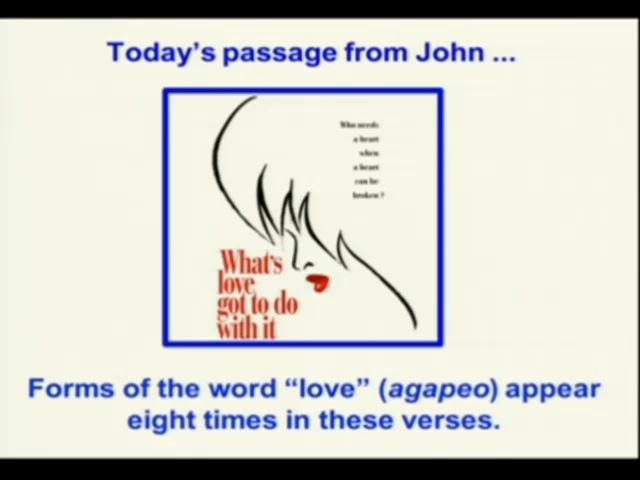 Today's passage from John ...
Who needs
a heart
when
a heart
can be
broken ?
What's
love
got to do
with it
Forms of the word “love” (agapeo) appear
eight times in these verses.